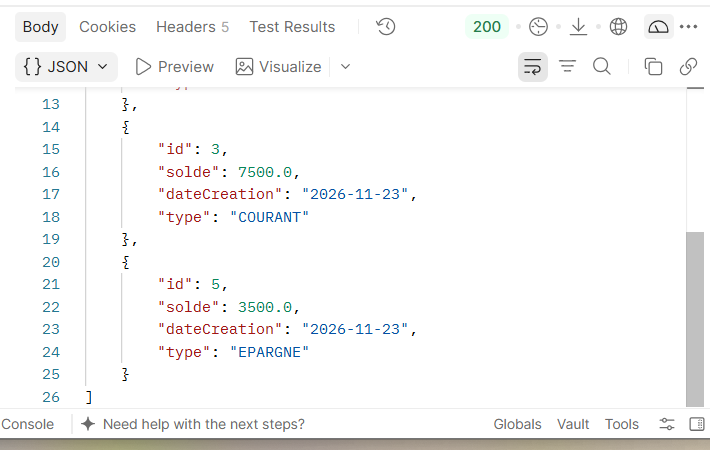 Body Cookies Headers 5 Test Results 200
{} JSON Preview Visualize
13 },
14 {
15 "id": 3,
16 "solde": 7500.0,
17 "dateCreation": "2026-11-23",
18 "type": "COURANT"
19 },
20 {
21 "id": 5,
22 "solde": 3500.0,
23 "dateCreation": "2026-11-23",
24 "type": "EPARGNE"
25 }
26 ]
Console Need help with the next steps? Globals Vault Tools